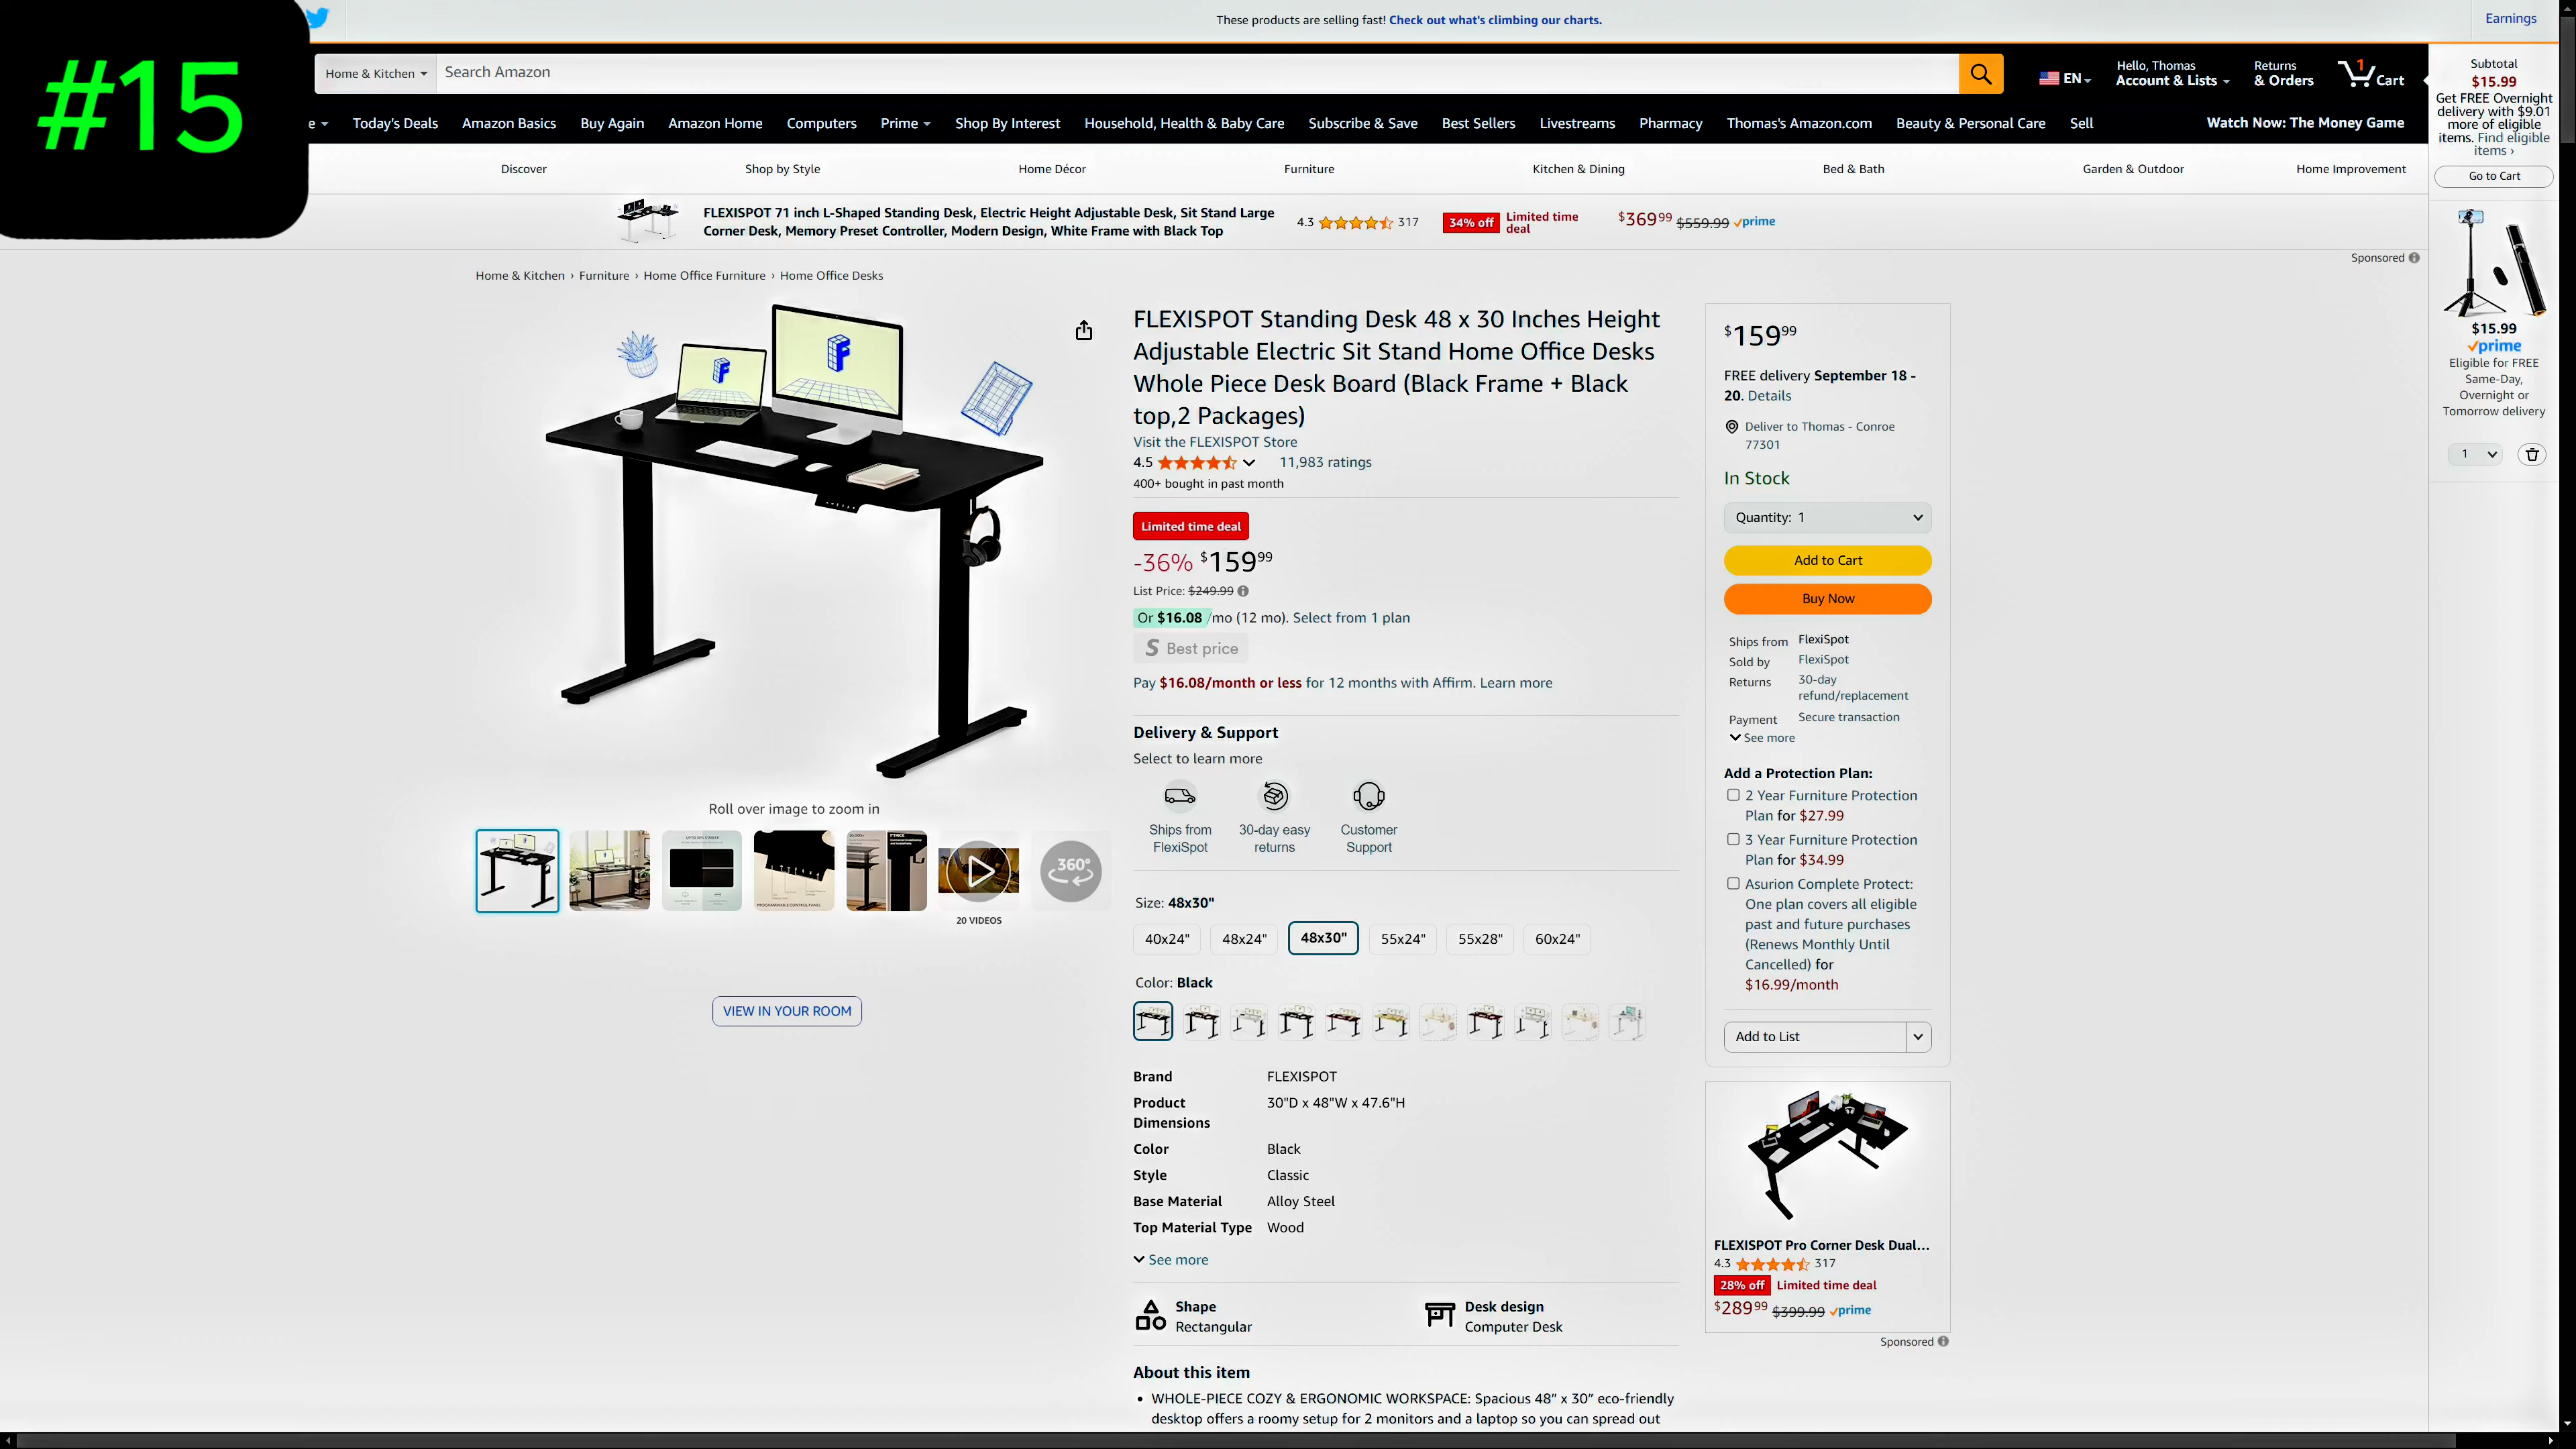 #15
These products are selling fast! Check out what's climbing our charts.
Earnings
Home & Kitchen
Search Amazon
EN
Hello, Thomas
Account & Lists
Returns
& Orders
1
Cart
e
Today's Deals
Amazon Basics
Buy Again
Amazon Home
Computers
Prime
Shop By Interest
Household, Health & Baby Care
Subscribe & Save
Best Sellers
Livestreams
Pharmacy
Thomas's Amazon.com
Beauty & Personal Care
Sell
Watch Now: The Money Game
Discover
Shop by Style
Home Décor
Furniture
Kitchen & Dining
Bed & Bath
Garden & Outdoor
Home Improvement
FLEXISPOT 71 inch L-Shaped Standing Desk, Electric Height Adjustable Desk, Sit Stand Large
Corner Desk, Memory Preset Controller, Modern Design, White Frame with Black Top
4.3
317
34% off
Limited time
deal
$369.99 $559.99 prime
Sponsored
Subtotal
$15.99
Get FREE Overnight
delivery with $9.01
more of eligible
items. Find eligible
items ›
Go to Cart
$15.99
prime
Eligible for FREE
Same-Day,
Overnight or
Tomorrow delivery
1
Home & Kitchen › Furniture › Home Office Furniture › Home Office Desks
Roll over image to zoom in
PROGRAMMABLE CONTROL PANEL
20 VIDEOS
360°
VIEW IN YOUR ROOM
FLEXISPOT Standing Desk 48 x 30 Inches Height
Adjustable Electric Sit Stand Home Office Desks
Whole Piece Desk Board (Black Frame + Black
top,2 Packages)
Visit the FLEXISPOT Store
4.5
11,983 ratings
400+ bought in past month
Limited time deal
-36% $159.99
List Price: $249.99
Or $16.08 /mo (12 mo). Select from 1 plan
S Best price
Pay $16.08/month or less for 12 months with Affirm. Learn more
Delivery & Support
Select to learn more
Ships from
FlexiSpot
30-day easy
returns
Customer
Support
Size: 48x30"
40x24"
48x24"
48x30"
55x24"
55x28"
60x24"
Color: Black
Brand FLEXISPOT
Product
Dimensions
30"D x 48"W x 47.6"H
Color Black
Style Classic
Base Material Alloy Steel
Top Material Type Wood
See more
Shape
Rectangular
Desk design
Computer Desk
About this item
• WHOLE-PIECE COZY & ERGONOMIC WORKSPACE: Spacious 48” x 30” eco-friendly
desktop offers a roomy setup for 2 monitors and a laptop so you can spread out
$159.99
FREE delivery September 18 -
20. Details
Deliver to Thomas - Conroe
77301
In Stock
Quantity: 1
Add to Cart
Buy Now
Ships from FlexiSpot
Sold by FlexiSpot
Returns 30-day
refund/replacement
Payment Secure transaction
See more
Add a Protection Plan:
2 Year Furniture Protection
Plan for $27.99
3 Year Furniture Protection
Plan for $34.99
Asurion Complete Protect:
One plan covers all eligible
past and future purchases
(Renews Monthly Until
Cancelled) for
$16.99/month
Add to List
FLEXISPOT Pro Corner Desk Dual...
4.3
317
28% off
Limited time deal
$289.99 $399.99 prime
Sponsored